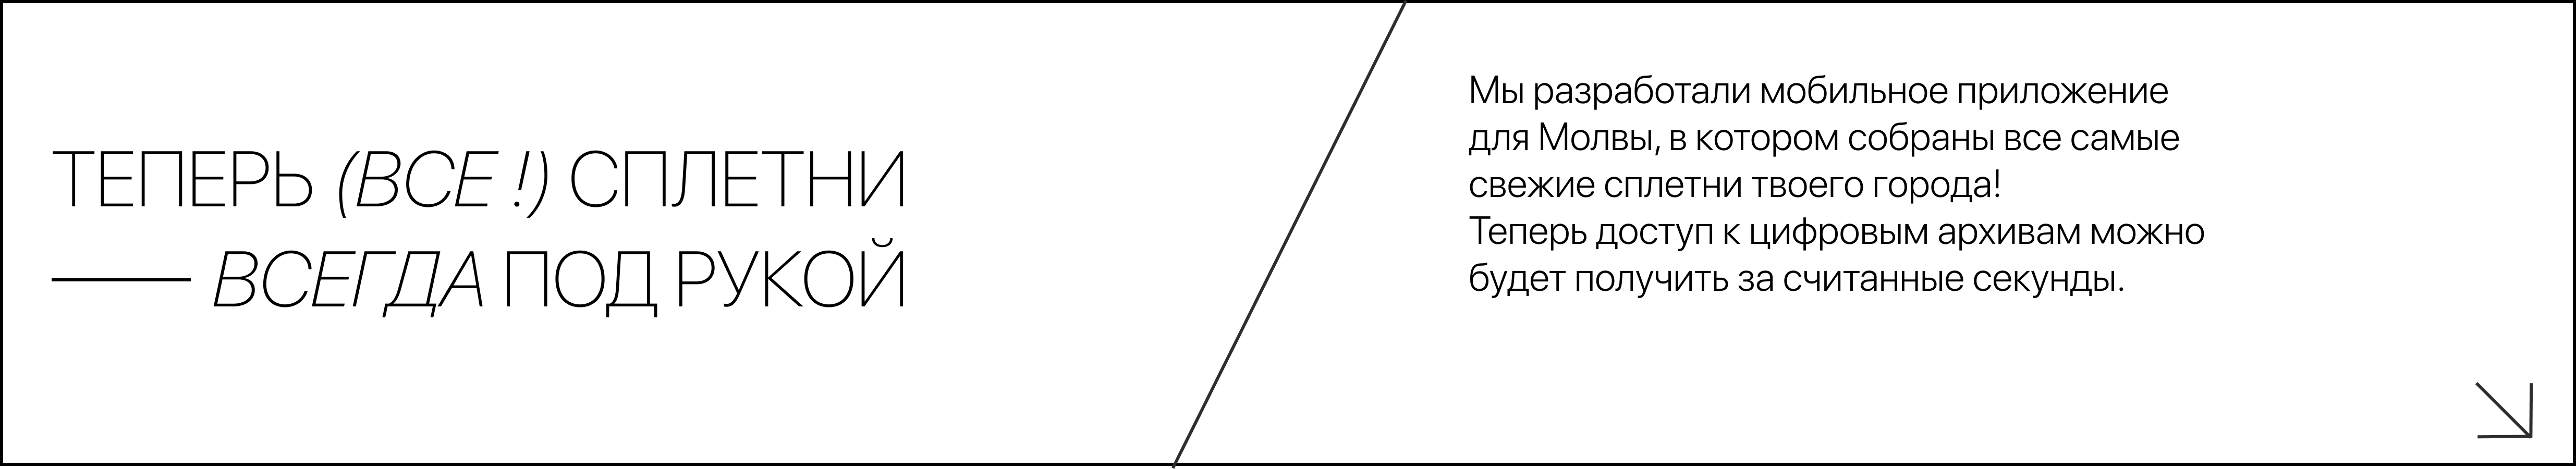 ТЕПЕРЬ (ВСЕ !) СПЛЕТНИ
— ВСЕГДА ПОД РУКОЙ
Мы разработали мобильное приложение
для Молвы, в котором собраны все самые
свежие сплетни твоего города!
Теперь доступ к цифровым архивам можно
будет получить за считанные секунды.